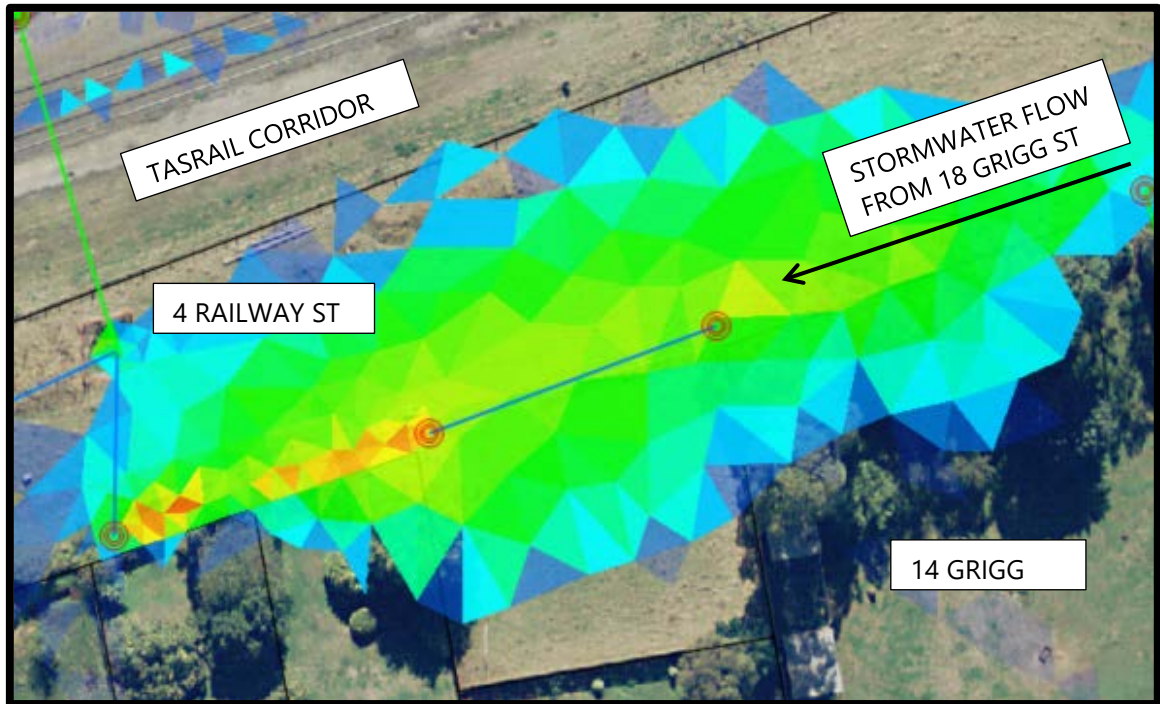 TASRAIL CORRIDOR
STORMWATER FLOW
FROM 18 GRIGG ST
4 RAILWAY ST
14 GRIGG